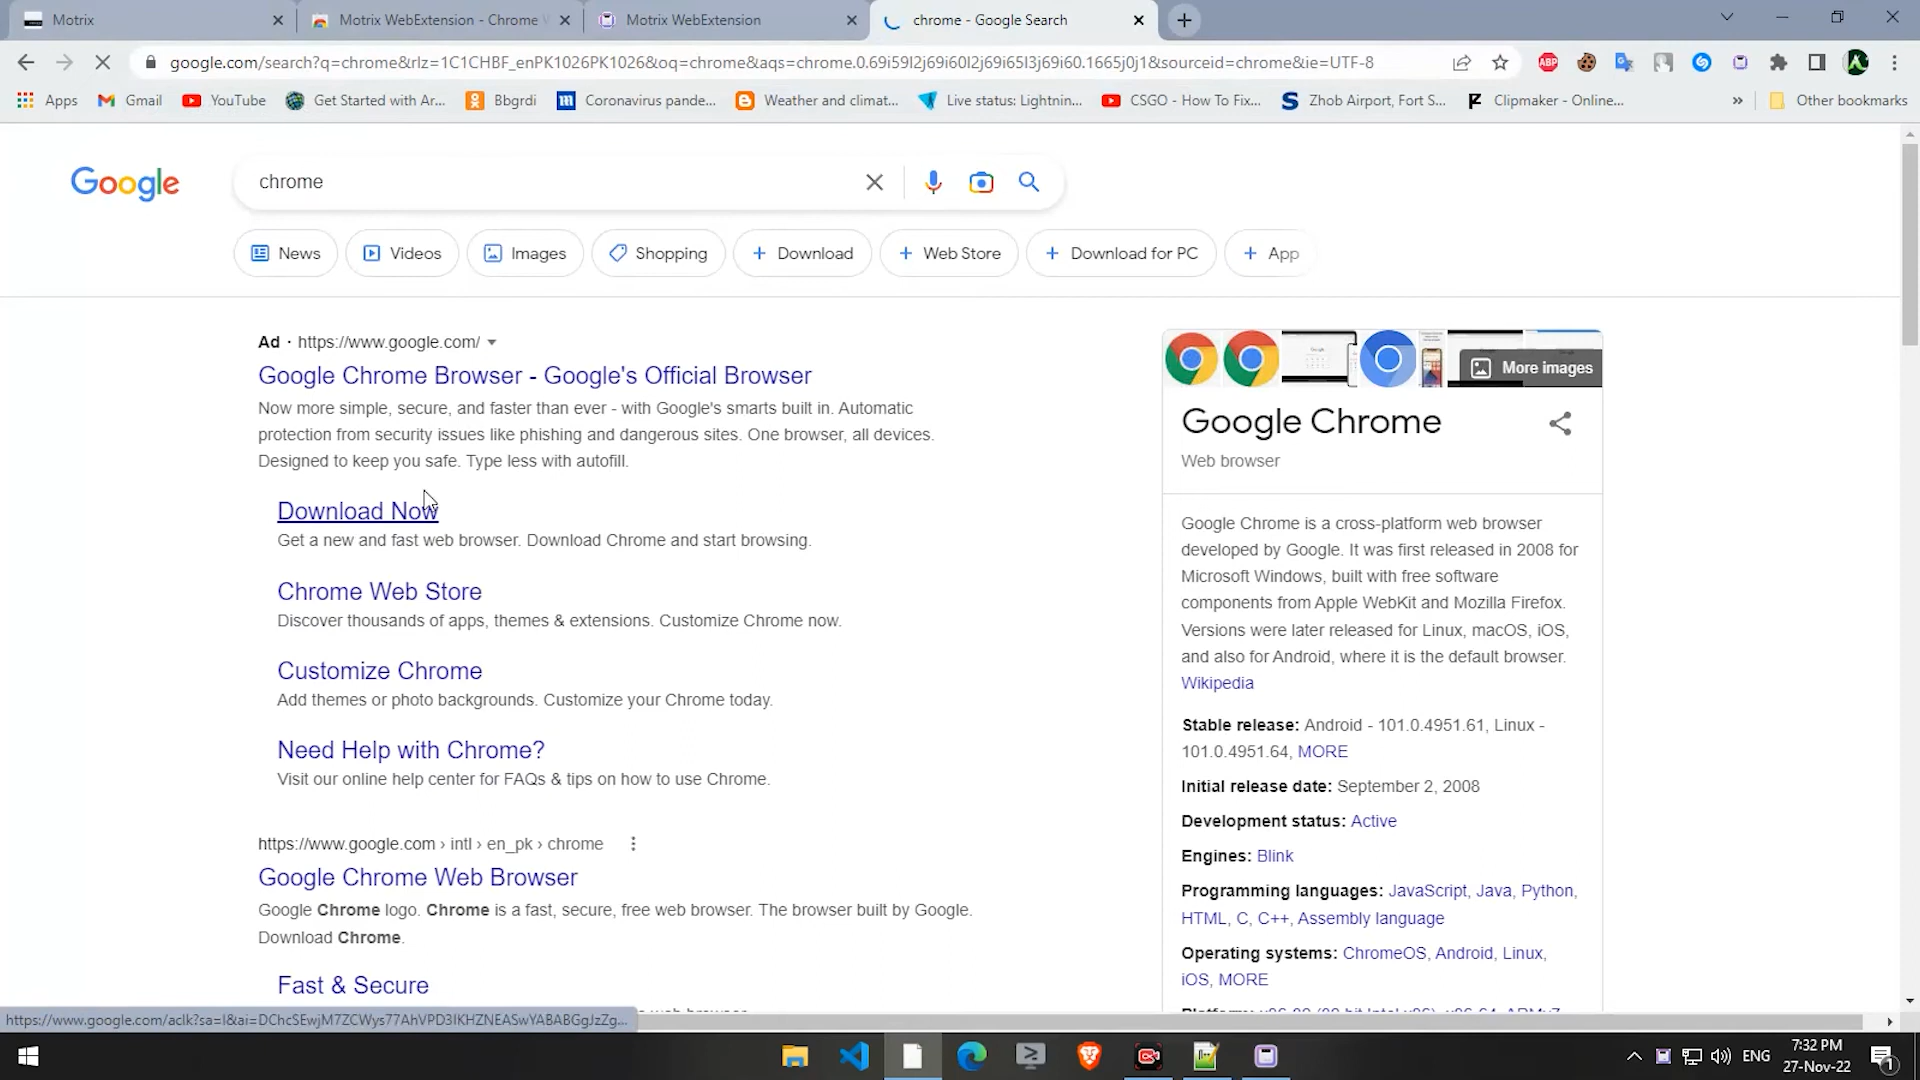 Motrix
Motrix WebExtension - Chrome W
Motrix WebExtension
chrome - Google Search
google.com/search?q=chrome&rlz=1C1CHBF_enPK1026PK1026&oq=chrome&aqs=chrome.0.69i59l2j69i60l2j69i65l3j69i60.1665j0j1&sourceid=chrome&ie=UTF-8
ABP
Apps
Gmail
YouTube
Get Started with Ar...
Bbgrdi
Coronavirus pande...
Weather and climat...
Live status: Lightnin...
CSGO - How To Fix...
Zhob Airport, Fort S...
Clipmaker - Online...
»
Other bookmarks
Google
chrome
News
Videos
Images
Shopping
+ Download
+ Web Store
+ Download for PC
+ App
Ad · https://www.google.com/
Google Chrome Browser - Google's Official Browser
Now more simple, secure, and faster than ever - with Google's smarts built in. Automatic
protection from security issues like phishing and dangerous sites. One browser, all devices.
Designed to keep you safe. Type less with autofill.
Download Now
Get a new and fast web browser. Download Chrome and start browsing.
Chrome Web Store
Discover thousands of apps, themes & extensions. Customize Chrome now.
Customize Chrome
Add themes or photo backgrounds. Customize your Chrome today.
Need Help with Chrome?
Visit our online help center for FAQs & tips on how to use Chrome.
https://www.google.com › intl › en_pk › chrome
Google Chrome Web Browser
Google Chrome logo. Chrome is a fast, secure, free web browser. The browser built by Google.
Download Chrome.
Fast & Secure
More images
Google Chrome
Web browser
Google Chrome is a cross-platform web browser
developed by Google. It was first released in 2008 for
Microsoft Windows, built with free software
components from Apple WebKit and Mozilla Firefox.
Versions were later released for Linux, macOS, iOS,
and also for Android, where it is the default browser.
Wikipedia
Stable release: Android - 101.0.4951.61, Linux -
101.0.4951.64, MORE
Initial release date: September 2, 2008
Development status: Active
Engines: Blink
Programming languages: JavaScript, Java, Python,
HTML, C, C++, Assembly language
Operating systems: ChromeOS, Android, Linux,
iOS, MORE
https://www.google.com/aclk?sa=l&ai=DChcSEwjM7ZCWys77AhVPD3IKHZNEASwYABABGgJzZg...
ENG
7:32 PM
27-Nov-22
1